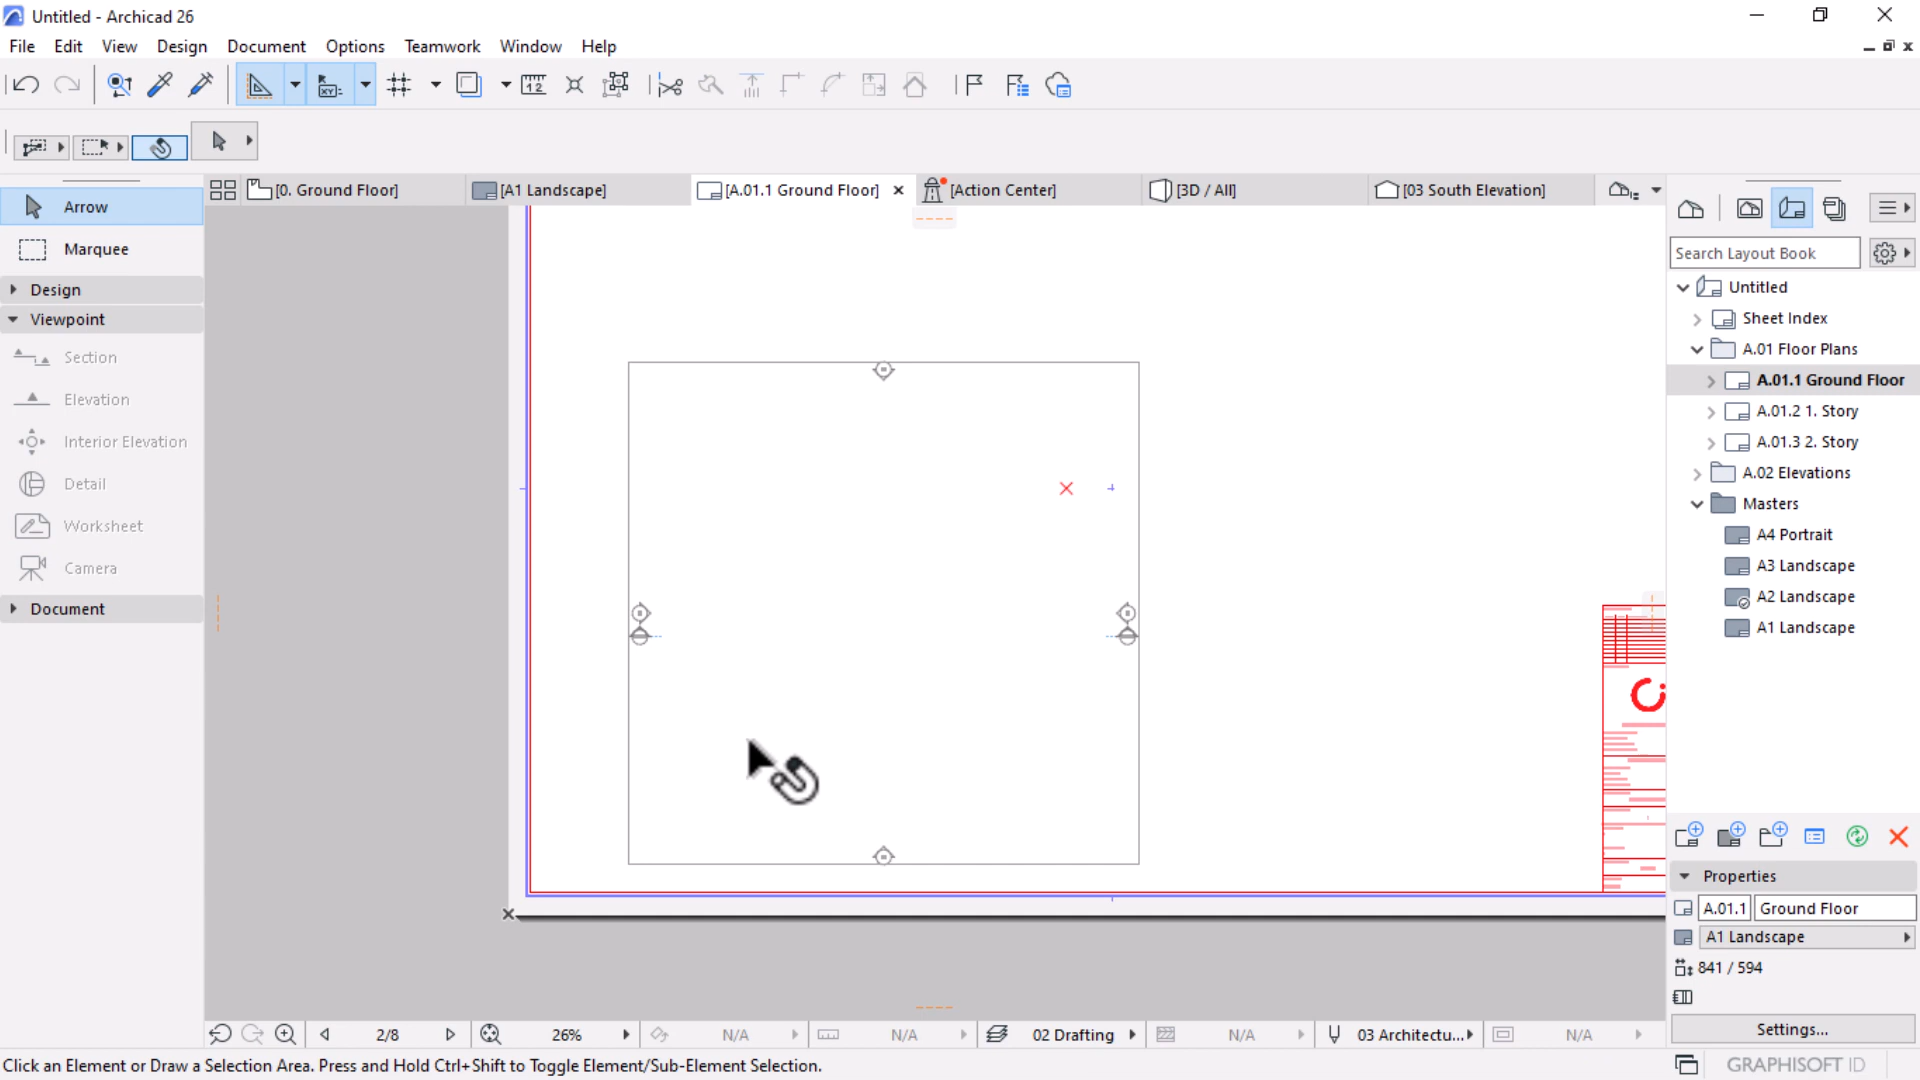 Untitled - Archicad 26
File Edit View Design Document Options Teamwork Window Help
[0. Ground Floor] [A1 Landscape] [A.01.1 Ground Floor] [Action Center] [3D / All] [03 South Elevation]
Arrow
Marquee
Design
Viewpoint
Section
Elevation
Interior Elevation
Detail
Worksheet
Camera
Document
Search Layout Book
Untitled
Sheet Index
A.01 Floor Plans
A.01.1 Ground Floor
A.01.2 1. Story
A.01.3 2. Story
A.02 Elevations
Masters
A4 Portrait
A3 Landscape
A2 Landscape
A1 Landscape
Properties
A.01.1 Ground Floor
A1 Landscape
841 / 594
Settings...
2/8 26% N/A N/A 02 Drafting N/A 03 Architectu... N/A
Click an Element or Draw a Selection Area. Press and Hold Ctrl+Shift to Toggle Element/Sub-Element Selection.
GRAPHISOFT ID